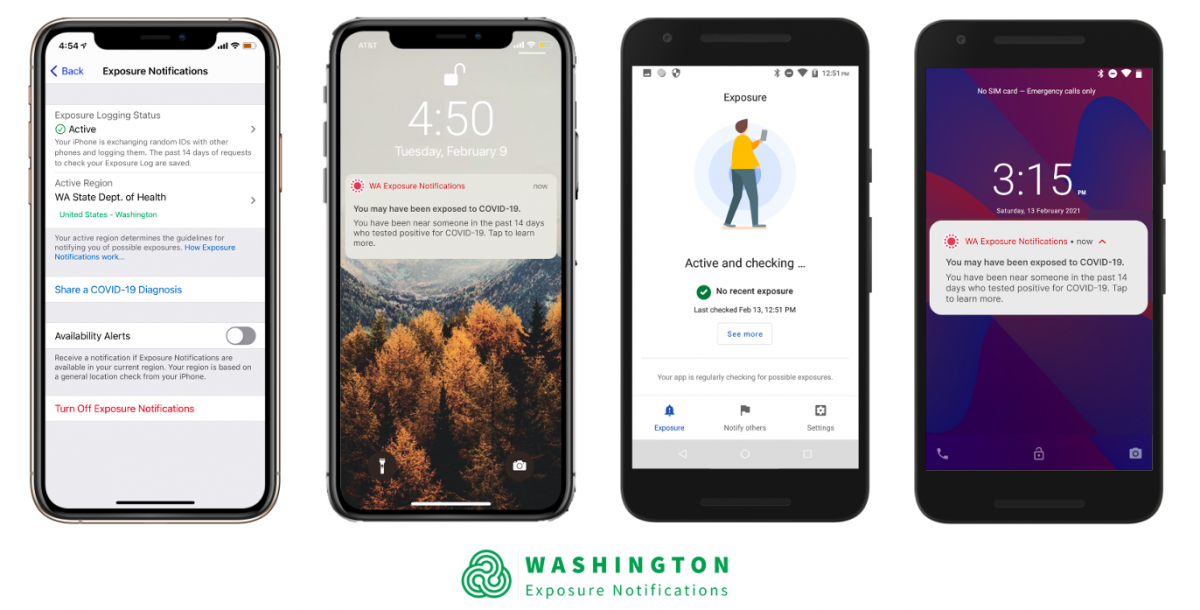 4:54
Back Exposure Notifications
Exposure Logging Status
Active
Your iPhone is exchanging random IDs with other
phones and logging them. The past 14 days of requests
to check your Exposure Log are saved.
Active Region
WA State Dept. of Health
United States - Washington
Your active region determines the guidelines for
notifying you of possible exposures. How Exposure
Notifications work...
Share a COVID-19 Diagnosis
Availability Alerts
Receive a notification if Exposure Notifications are
available in your current region. Your region is based on
a general location check from your iPhone.
Turn Off Exposure Notifications
AT&T
4:50
Tuesday, February 9
WA Exposure Notifications now
You may have been exposed to COVID-19.
You have been near someone in the past 14 days
who tested positive for COVID-19. Tap to learn
more.
12:51 PM
Exposure
Active and checking ...
No recent exposure
Last checked Feb 13, 12:51 PM
See more
Your app is regularly checking for possible exposures.
Exposure Notify others Settings
No SIM card — Emergency calls only
3:15 PM
Saturday, 13 February 2021
WA Exposure Notifications • now
You may have been exposed to COVID-19.
You have been near someone in the past 14
days who tested positive for COVID-19. Tap
to learn more.
WASHINGTON
Exposure Notifications